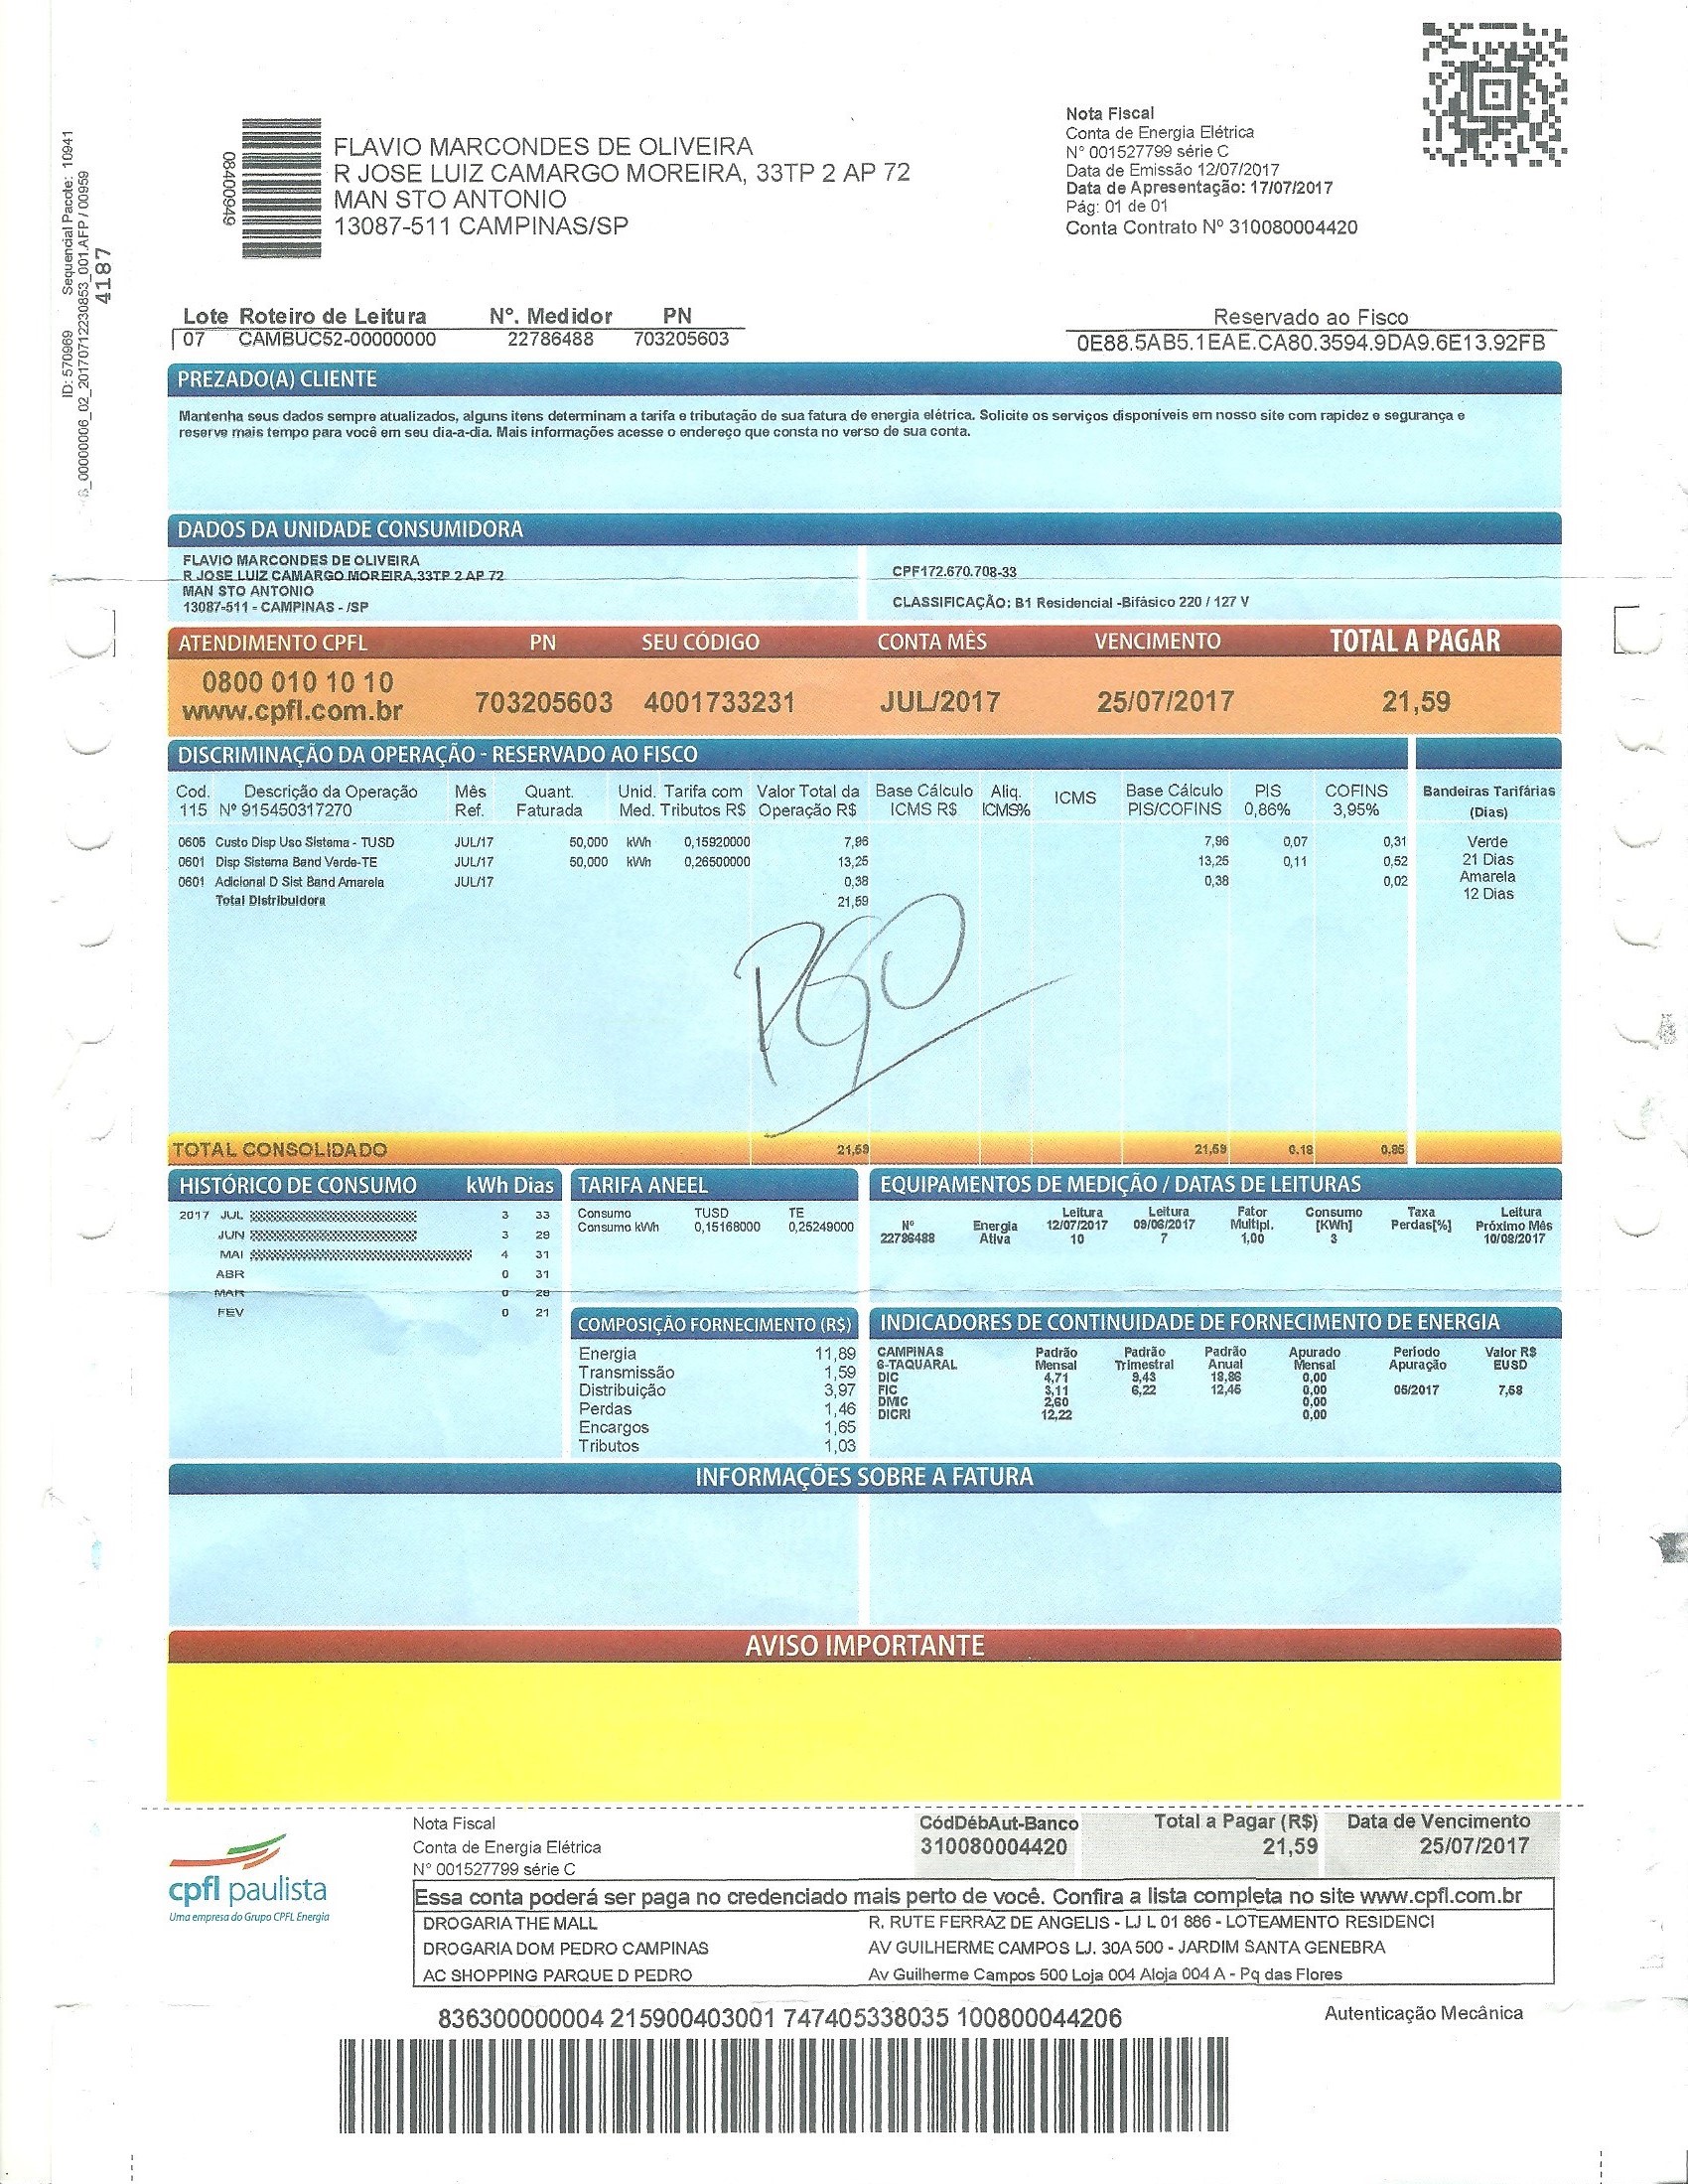 ID: 570969 Sequencial Pacote: 10941
S_00000006_02_20170712230853_001.AFP / 00959
4187
08400949
FLAVIO MARCONDES DE OLIVEIRA
R JOSE LUIZ CAMARGO MOREIRA, 33TP 2 AP 72
MAN STO ANTONIO
13087-511 CAMPINAS/SP
Nota Fiscal
Conta de Energia Elétrica
N° 001527799 série C
Data de Emissão 12/07/2017
Data de Apresentação: 17/07/2017
Pág: 01 de 01
Conta Contrato Nº 310080004420
Lote Roteiro de Leitura Nº. Medidor PN
07 CAMBUC52-00000000 22786488 703205603
Reservado ao Fisco
0E88.5AB5.1EAE.CA80.3594.9DA9.6E13.92FB
PREZADO(A) CLIENTE
Mantenha seus dados sempre atualizados, alguns itens determinam a tarifa e tributação de sua fatura de energia elétrica. Solicite os serviços disponíveis em nosso site com rapidez e segurança e
reserve mais tempo para você em seu dia-a-dia. Mais informações acesse o endereço que consta no verso de sua conta.
DADOS DA UNIDADE CONSUMIDORA
FLAVIO MARCONDES DE OLIVEIRA
R JOSE LUIZ CAMARGO MOREIRA,33TP 2 AP 72
MAN STO ANTONIO
13087-511 - CAMPINAS - /SP
CPF172.670.708-33
CLASSIFICAÇÃO: B1 Residencial -Bifásico 220 / 127 V
ATENDIMENTO CPFL PN SEU CÓDIGO CONTA MÊS VENCIMENTO TOTAL A PAGAR
0800 010 10 10
www.cpfl.com.br 703205603 4001733231 JUL/2017 25/07/2017 21,59
DISCRIMINAÇÃO DA OPERAÇÃO - RESERVADO AO FISCO
Cod. Descrição da Operação Mês Quant. Unid. Tarifa com Valor Total da Base Cálculo Aliq. ICMS Base Cálculo PIS COFINS Bandeiras Tarifárias
115 Nº 915450317270 Ref. Faturada Med. Tributos R$ Operação R$ ICMS R$ ICMS% PIS/COFINS 0,86% 3,95% (Dias)
0605 Custo Disp Uso Sistema - TUSD JUL/17 50,000 kWh 0,15920000 7,96 7,96 0,07 0,31 Verde
0601 Disp Sistema Band Verde-TE JUL/17 50,000 kWh 0,26500000 13,25 13,25 0,11 0,52 21 Dias
0601 Adicional D Sist Band Amarela JUL/17 0,38 0,38 0,02 Amarela
Total Distribuidora 21,59 12 Dias
PGO
TOTAL CONSOLIDADO 21,59 21,59 0,18 0,85
HISTÓRICO DE CONSUMO kWh Dias
2017 JUL 3 33
JUN 3 29
MAI 4 31
ABR 0 31
MAR 0 28
FEV 0 21
TARIFA ANEEL
Consumo TUSD TE
Consumo kWh 0,15168000 0,25249000
EQUIPAMENTOS DE MEDIÇÃO / DATAS DE LEITURAS
Leitura Leitura Fator Consumo Taxa Leitura
Nº Energia 12/07/2017 09/06/2017 Multipl. [KWh] Perdas[%] Próximo Mês
22786488 Ativa 10 7 1,00 3 10/08/2017
COMPOSIÇÃO FORNECIMENTO (R$)
Energia 11,89
Transmissão 1,59
Distribuição 3,97
Perdas 1,46
Encargos 1,65
Tributos 1,03
INDICADORES DE CONTINUIDADE DE FORNECIMENTO DE ENERGIA
CAMPINAS Padrão Padrão Padrão Apurado Periodo Valor R$
6-TAQUARAL Mensal Trimestral Anual Mensal Apuração EUSD
DIC 4,71 9,43 18,86 0,00
FIC 3,11 6,22 12,45 0,00 05/2017 7,58
DMIC 2,60 0,00
DICRI 12,22 0,00
INFORMAÇÕES SOBRE A FATURA
AVISO IMPORTANTE
cpfl paulista
Uma empresa do Grupo CPFL Energia
Nota Fiscal
Conta de Energia Elétrica
N° 001527799 série C
CódDébAut-Banco Total a Pagar (R$) Data de Vencimento
310080004420 21,59 25/07/2017
Essa conta poderá ser paga no credenciado mais perto de você. Confira a lista completa no site www.cpfl.com.br
DROGARIA THE MALL R. RUTE FERRAZ DE ANGELIS - LJ L 01 886 - LOTEAMENTO RESIDENCI
DROGARIA DOM PEDRO CAMPINAS AV GUILHERME CAMPOS LJ. 30A 500 - JARDIM SANTA GENEBRA
AC SHOPPING PARQUE D PEDRO Av Guilherme Campos 500 Loja 004 Aloja 004 A - Pq das Flores
836300000004 215900403001 747405338035 100800044206
Autenticação Mecânica